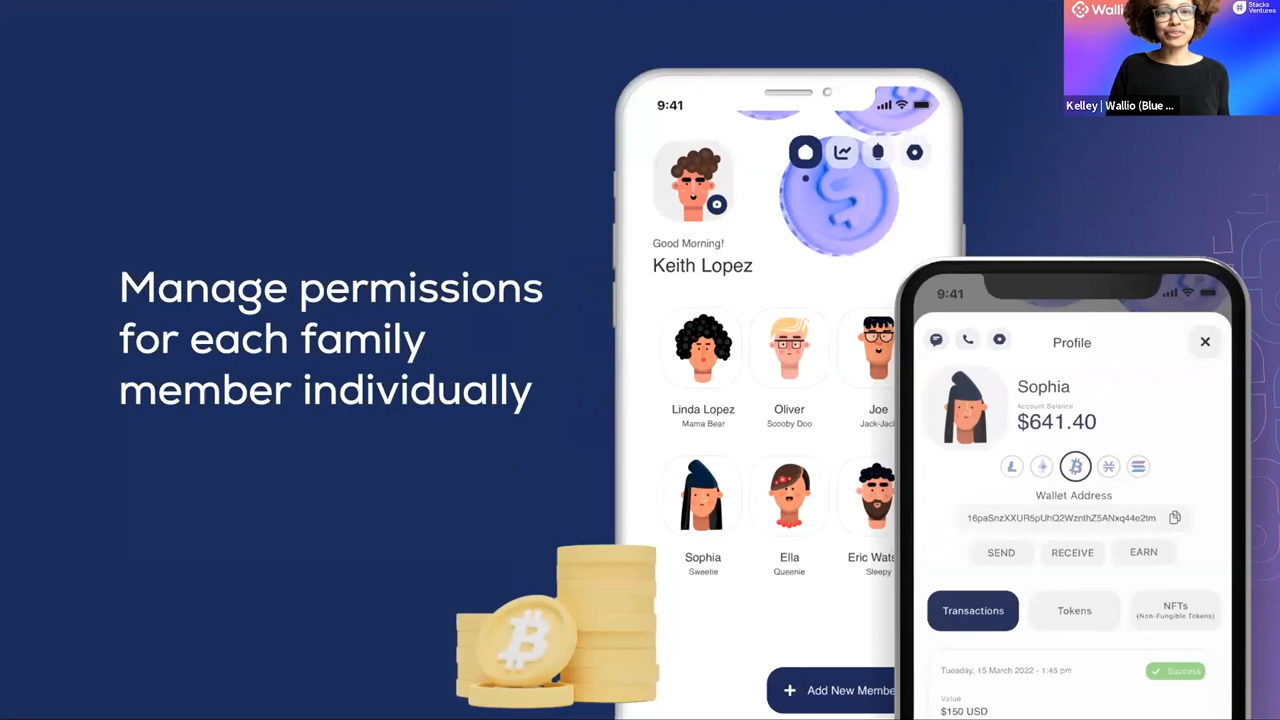 Manage permissions
for each family
member individually
9:41
Good Morning!
Keith Lopez
Linda Lopez
Mama Bear
Oliver
Scooby Doo
Joe
Sophia
Sweetie
Ella
Queenie
Eric
Sleepy
Add New
9:41
Profile
Sophia
Account Balance
$641.40
Wallet Address
16paSnzXXUR5pUhQ2WznthZ5ANxq44e2tm
SEND
RECEIVE
EARN
Transactions
Tokens
NFTs
(Non-Fungible Tokens)
Tuesday, 15 March 2022 - 1:45 pm
Success
Value
$150 USD
Stacks
Ventures
Kelley | Wallio (Blue ...